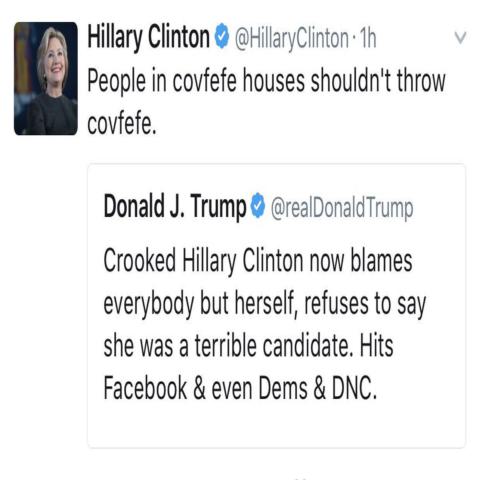 Hillary Clinton @HillaryClinton · 1h
People in covfefe houses shouldn't throw
covfefe.
Donald J. Trump @realDonaldTrump
Crooked Hillary Clinton now blames
everybody but herself, refuses to say
she was a terrible candidate. Hits
Facebook & even Dems & DNC.